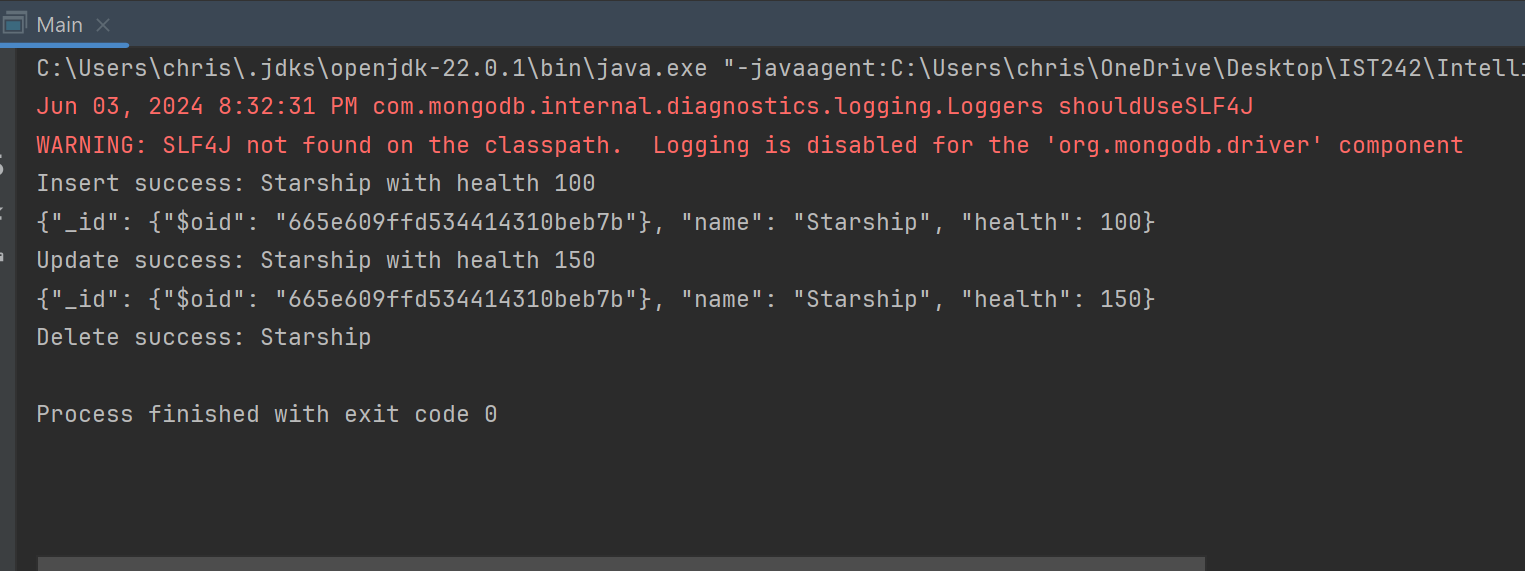 Main
C:\Users\chris\.jdks\openjdk-22.0.1\bin\java.exe "-javaagent:C:\Users\chris\OneDrive\Desktop\IST242\Intelli
Jun 03, 2024 8:32:31 PM com.mongodb.internal.diagnostics.logging.Loggers shouldUseSLF4J
WARNING: SLF4J not found on the classpath.  Logging is disabled for the 'org.mongodb.driver' component
Insert success: Starship with health 100
{"_id": {"$oid": "665e609ffd534414310beb7b"}, "name": "Starship", "health": 100}
Update success: Starship with health 150
{"_id": {"$oid": "665e609ffd534414310beb7b"}, "name": "Starship", "health": 150}
Delete success: Starship
Process finished with exit code 0